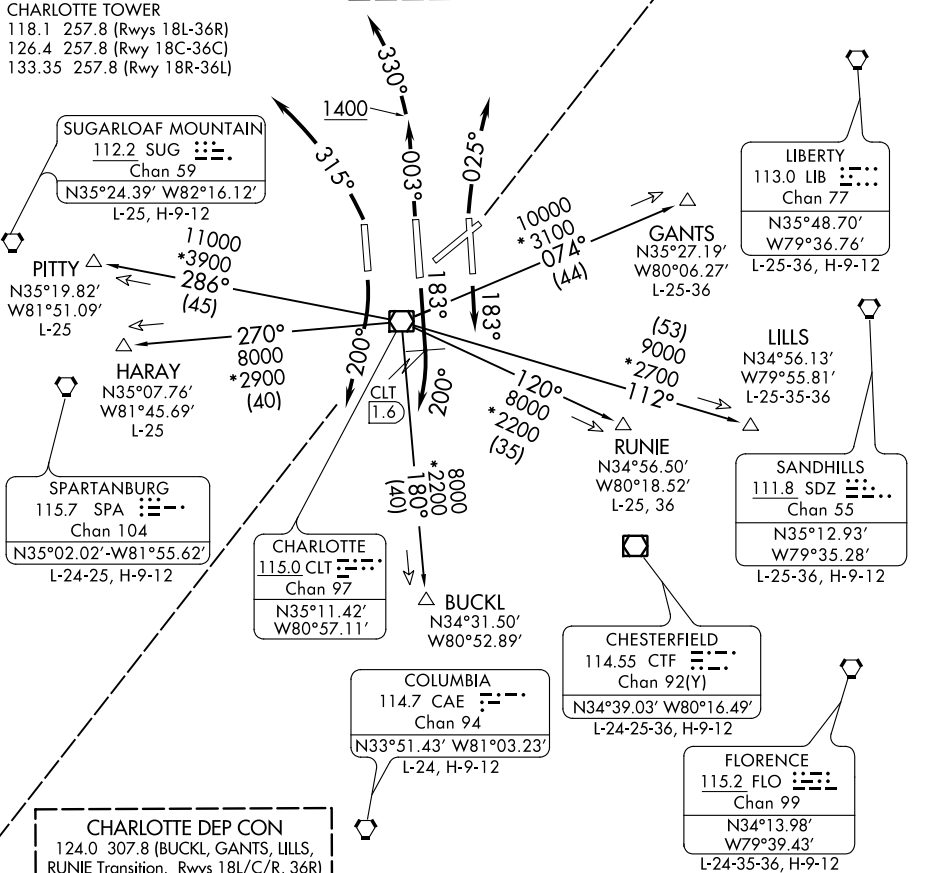 CHARLOTTE TOWER
118.1 257.8 (Rwys 18L-36R)
126.4 257.8 (Rwy 18C-36C)
133.35 257.8 (Rwy 18R-36L)
330°
1400
315°
003°
025°
SUGARLOAF MOUNTAIN
112.2 SUG
Chan 59
N35°24.39' W82°16.12'
L-25, H-9-12
LIBERTY
113.0 LIB
Chan 77
N35°48.70'
W79°36.76'
L-25-36, H-9-12
10000
*3100
074°
(44)
GANTS
N35°27.19'
W80°06.27'
L-25-36
11000
*3900
286°
(45)
PITTY
N35°19.82'
W81°51.09'
L-25
183°
183°
270°
8000
*2900
(40)
HARAY
N35°07.76'
W81°45.69'
L-25
200°
200°
CLT
1.6
(53)
9000
*2700
112°
LILLS
N34°56.13'
W79°55.81'
L-25-35-36
120°
8000
*2200
(35)
RUNIE
N34°56.50'
W80°18.52'
L-25, 36
SPARTANBURG
115.7 SPA
Chan 104
N35°02.02'-W81°55.62'
L-24-25, H-9-12
8000
*2200
180°
(40)
SANDHILLS
111.8 SDZ
Chan 55
N35°12.93'
W79°35.28'
L-25-36, H-9-12
CHARLOTTE
115.0 CLT
Chan 97
N35°11.42'
W80°57.11'
BUCKL
N34°31.50'
W80°52.89'
CHESTERFIELD
114.55 CTF
Chan 92(Y)
N34°39.03' W80°16.49'
L-24-25-36, H-9-12
COLUMBIA
114.7 CAE
Chan 94
N33°51.43' W81°03.23'
L-24, H-9-12
FLORENCE
115.2 FLO
Chan 99
N34°13.98'
W79°39.43'
L-24-35-36, H-9-12
CHARLOTTE DEP CON
124.0 307.8 (BUCKL, GANTS, LILLS,
RUNIE Transition, Rwys 18L/C/R, 36R)